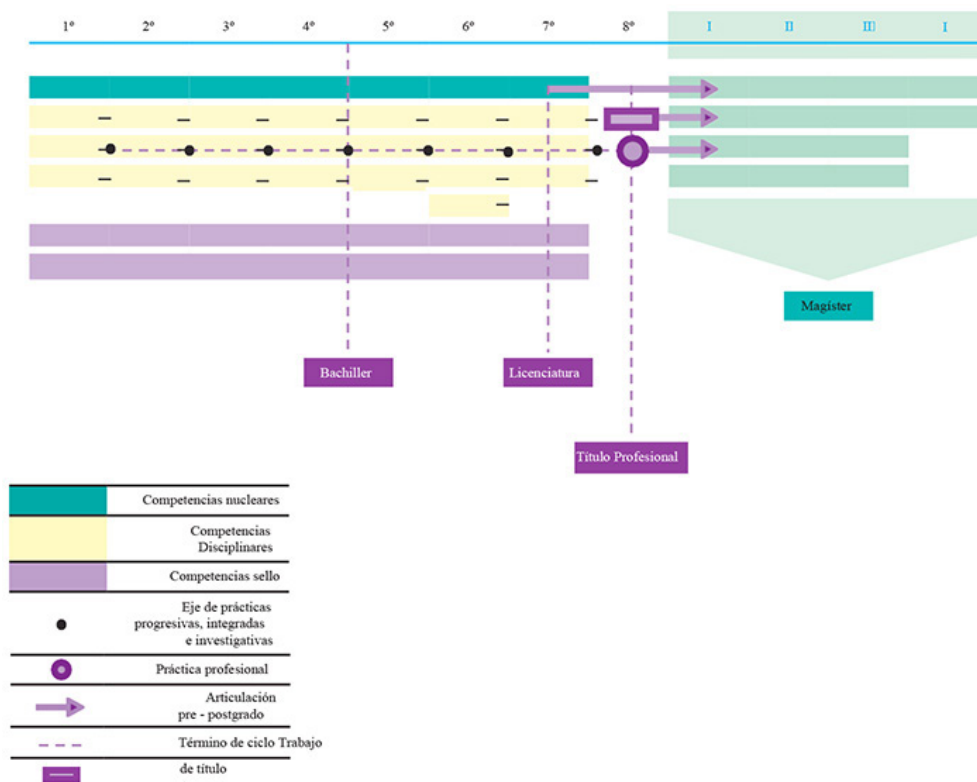 1º 2º 3º 4º 5º 6º 7º 8º I II III I
Magíster
Bachiller
Licenciatura
Título Profesional
Competencias nucleares
Competencias
Disciplinares
Competencias sello
Eje de prácticas
progresivas, integradas
e investigativas
Práctica profesional
Articulación
pre - postgrado
Término de ciclo Trabajo
de título